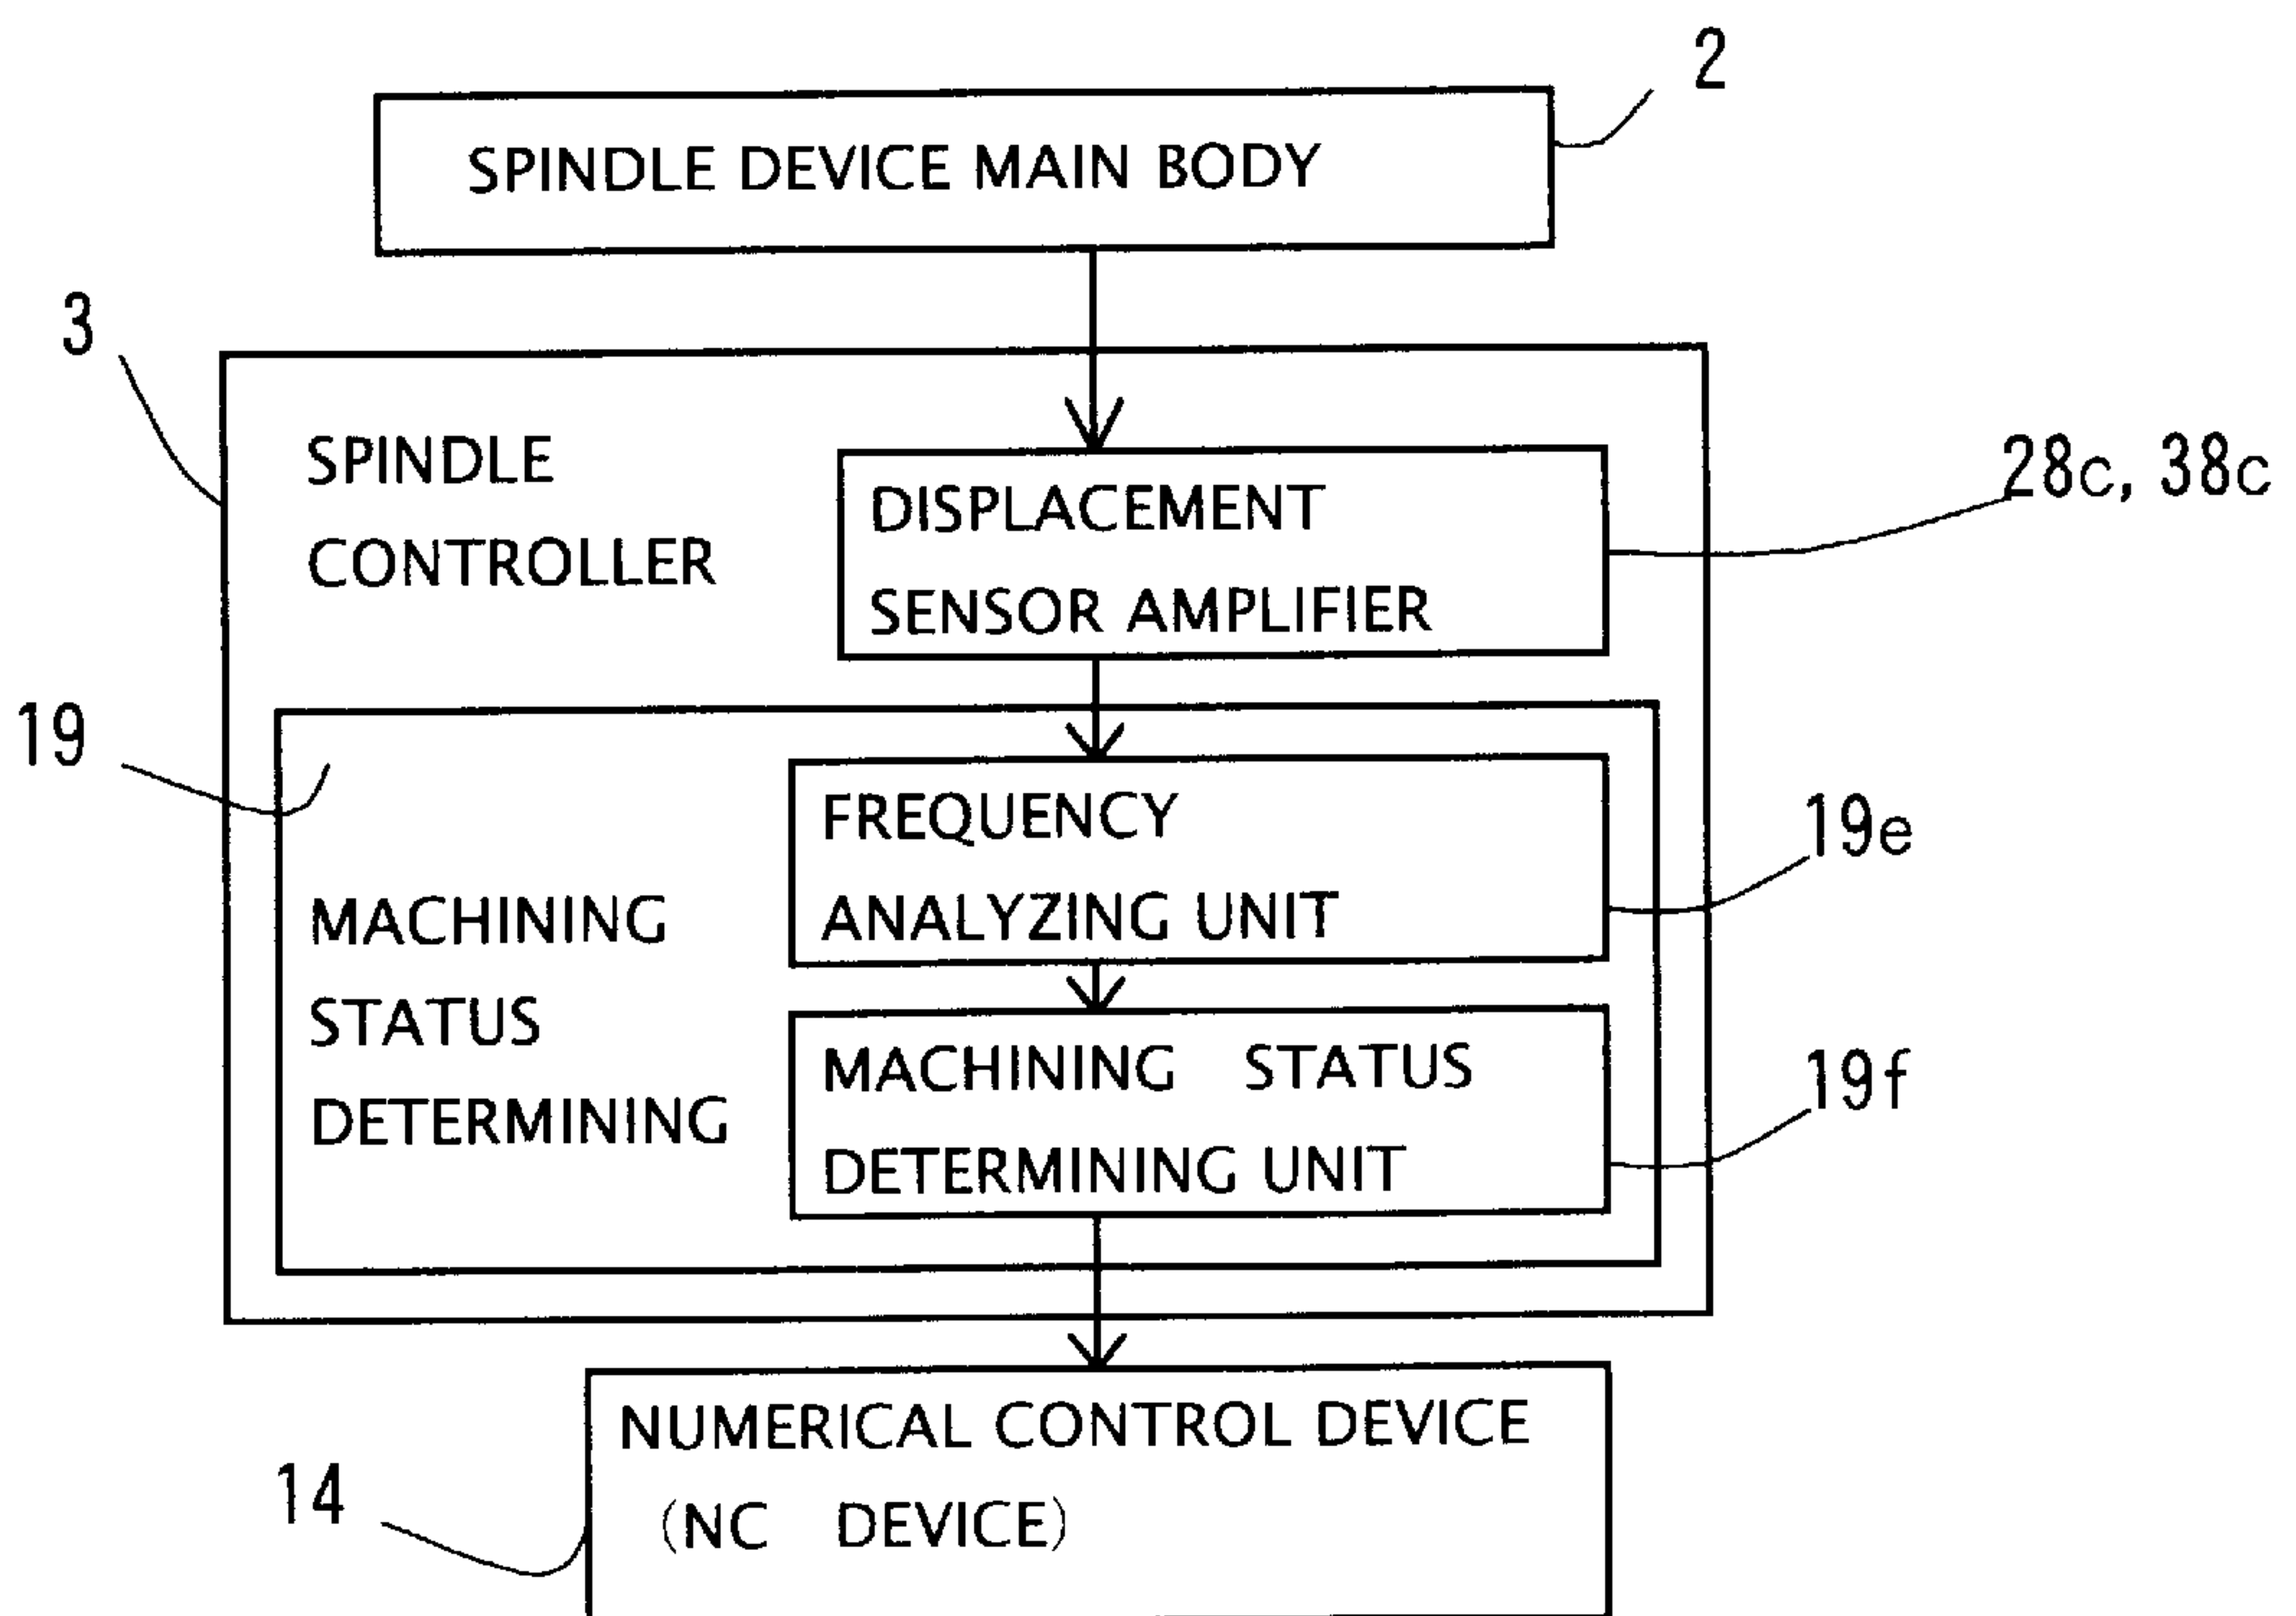 2
SPINDLE DEVICE MAIN BODY
3
SPINDLE
CONTROLLER
28c, 38c
DISPLACEMENT
SENSOR AMPLIFIER
19
FREQUENCY
ANALYZING UNIT
19e
MACHINING
STATUS
DETERMINING
MACHINING STATUS
DETERMINING UNIT
19f
NUMERICAL CONTROL DEVICE
(NC DEVICE)
14